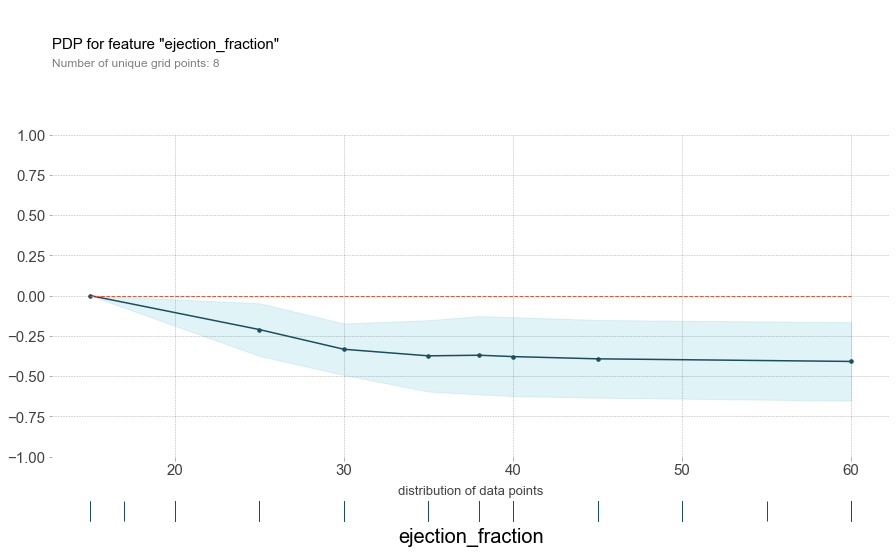 PDP for feature "ejection_fraction"
Number of unique grid points: 8
1.00
0.75
0.50
0.25
0.00
−0.25
−0.50
−0.75
−1.00
20 30 40 50 60
distribution of data points
ejection_fraction